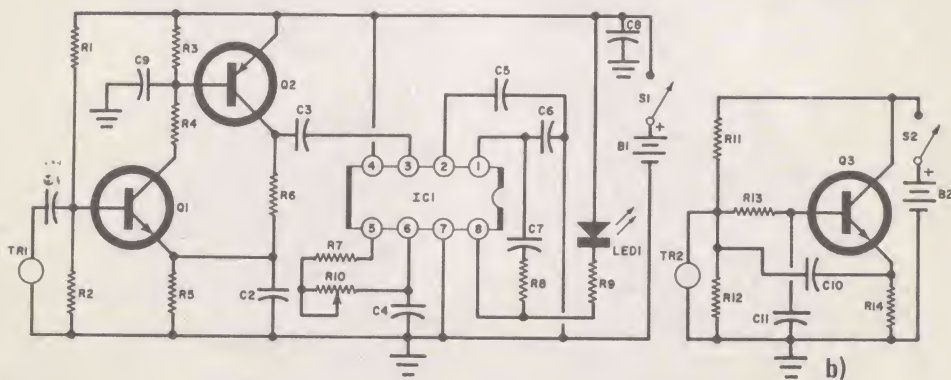 C8
R1
R3
C9
Q2
C5
S1
C3
C6
+
B1
R4
4
3
2
1
R11
S2
Q3
+
B2
R6
IC1
R13
Q1
5
6
7
8
C7
LED1
TR1
R7
R10
R8
R9
TR2
C10
R2
R5
C2
C4
R12
C11
R14
b)